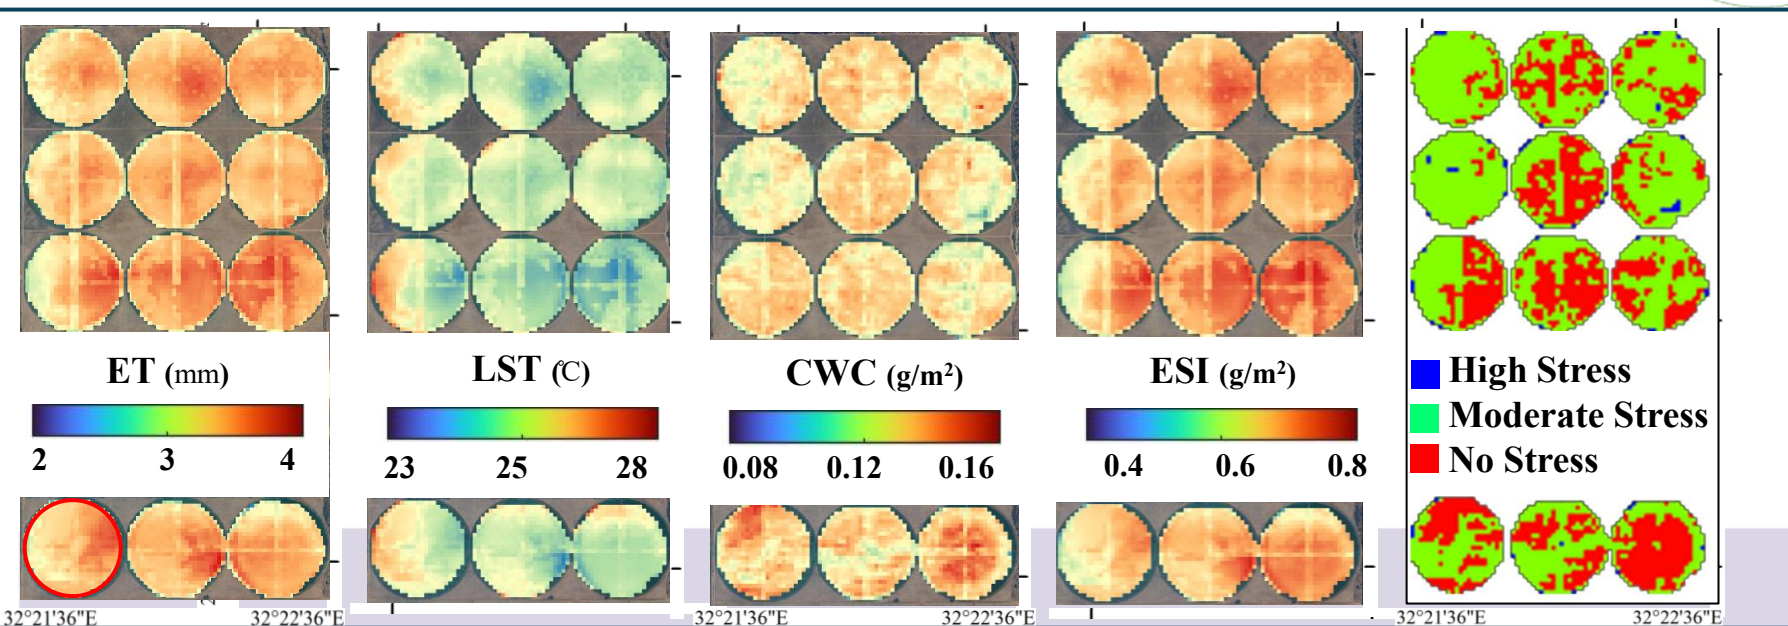 ET (mm)
2 3 4
LST (℃)
23 25 28
CWC (g/m²)
0.08 0.12 0.16
ESI (g/m²)
0.4 0.6 0.8
High Stress
Moderate Stress
No Stress
32°21'36"E 32°22'36"E 32°21'36"E 32°22'36"E 32°21'36"E 32°22'36"E